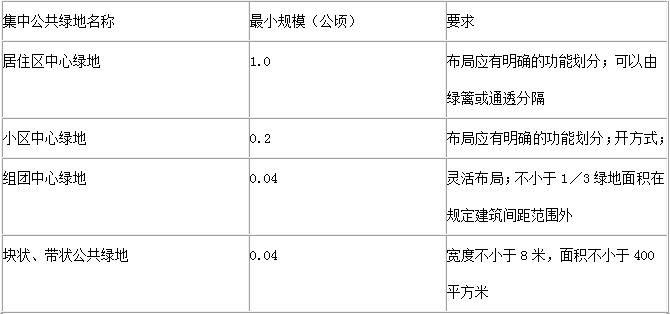 集中公共绿地名称 最小规模（公顷） 要求
居住区中心绿地 1.0 布局应有明确的功能划分；可以由
绿篱或通透分隔
小区中心绿地 0.2 布局应有明确的功能划分；开方式；
组团中心绿地 0.04 灵活布局；不小于1／3绿地面积在
规定建筑间距范围外
块状、带状公共绿地 0.04 宽度不小于8米，面积不小于400
平方米